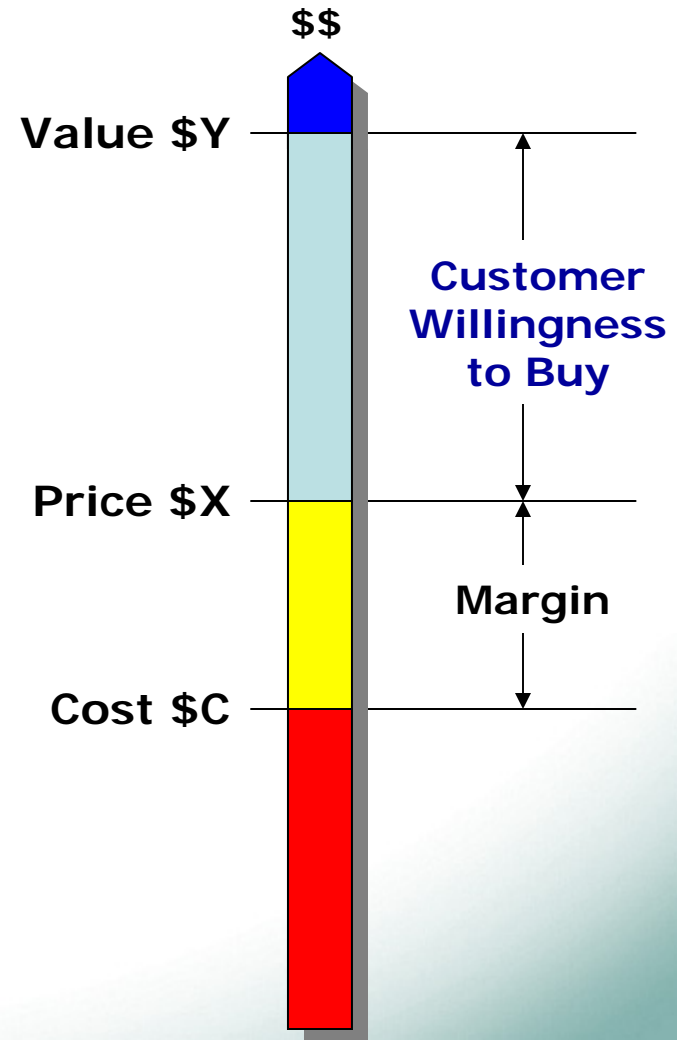 $$
Value $Y
Customer
Willingness
to Buy
Price $X
Margin
Cost $C